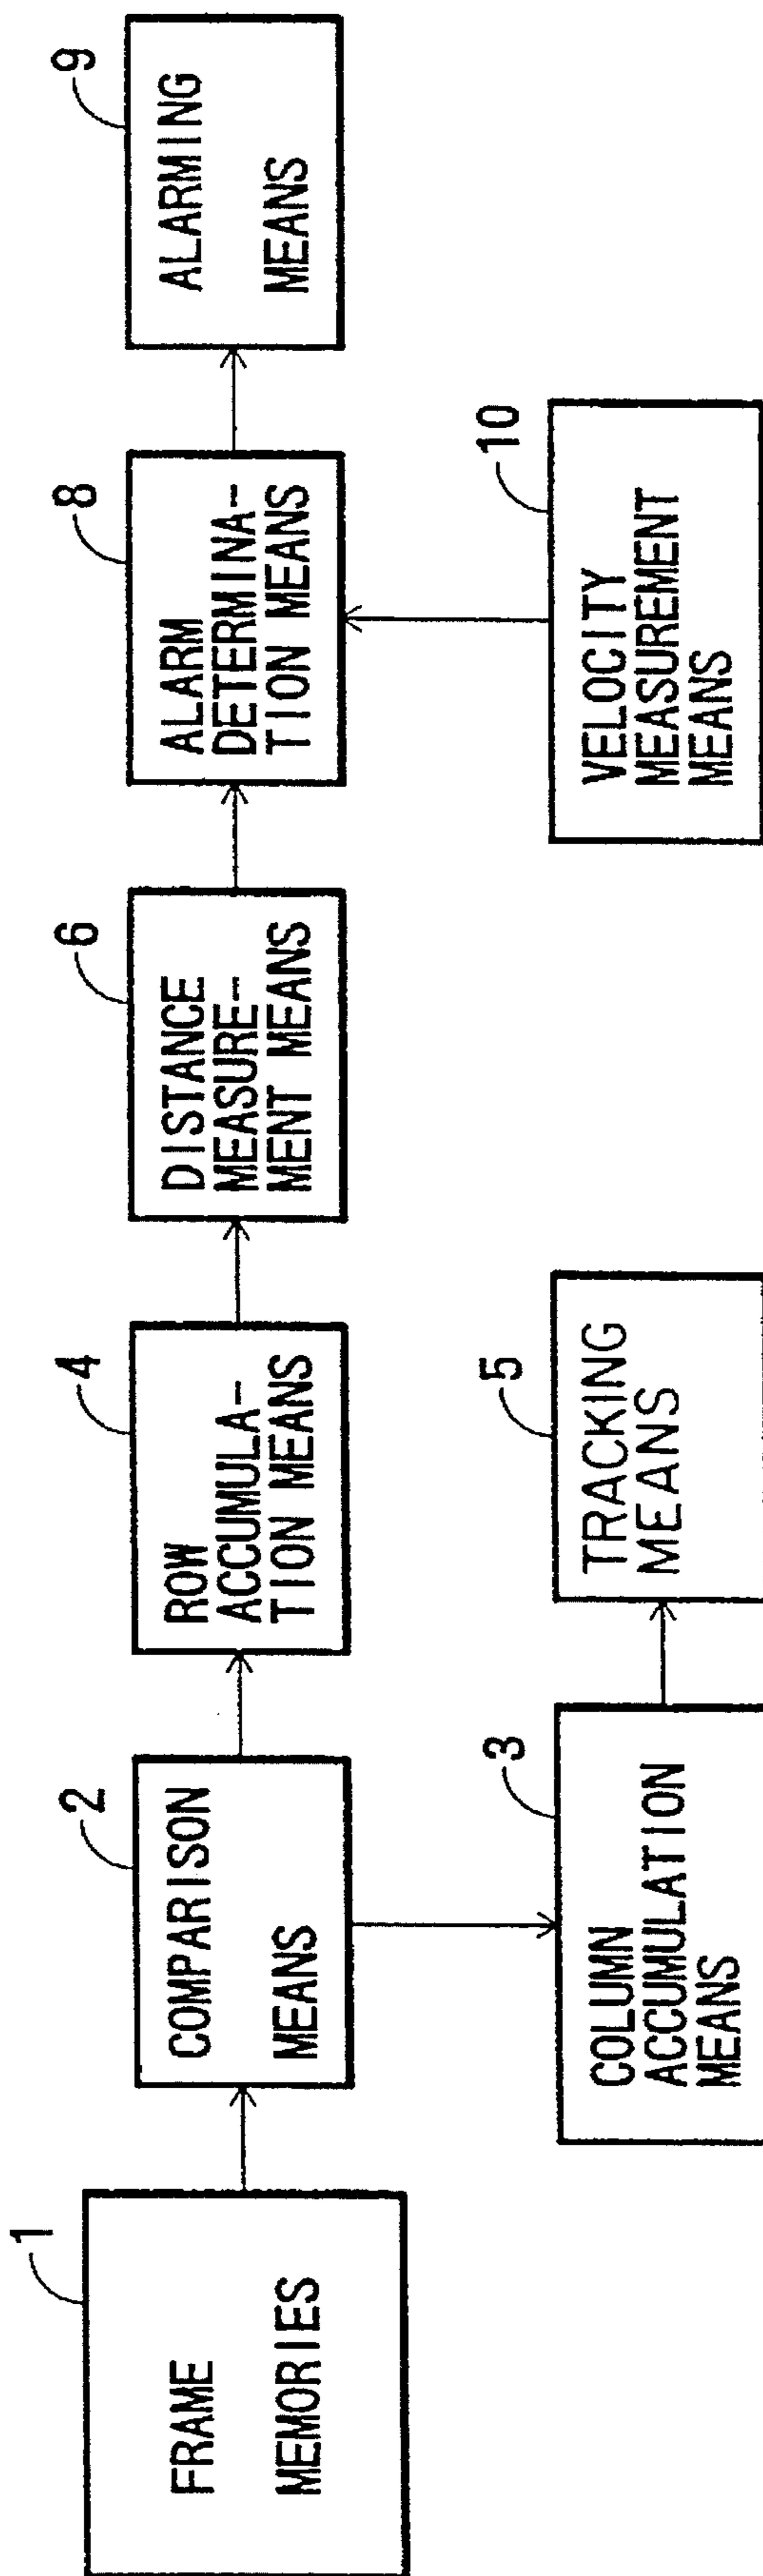 1
FRAME
MEMORIES
2
COMPARISON
MEANS
4
ROW
ACCUMULA-
TION MEANS
6
DISTANCE
MEASURE-
MENT MEANS
8
ALARM
DETERMINA-
TION MEANS
9
ALARMING
MEANS
3
COLUMN
ACCUMULATION
MEANS
5
TRACKING
MEANS
10
VELOCITY
MEASUREMENT
MEANS